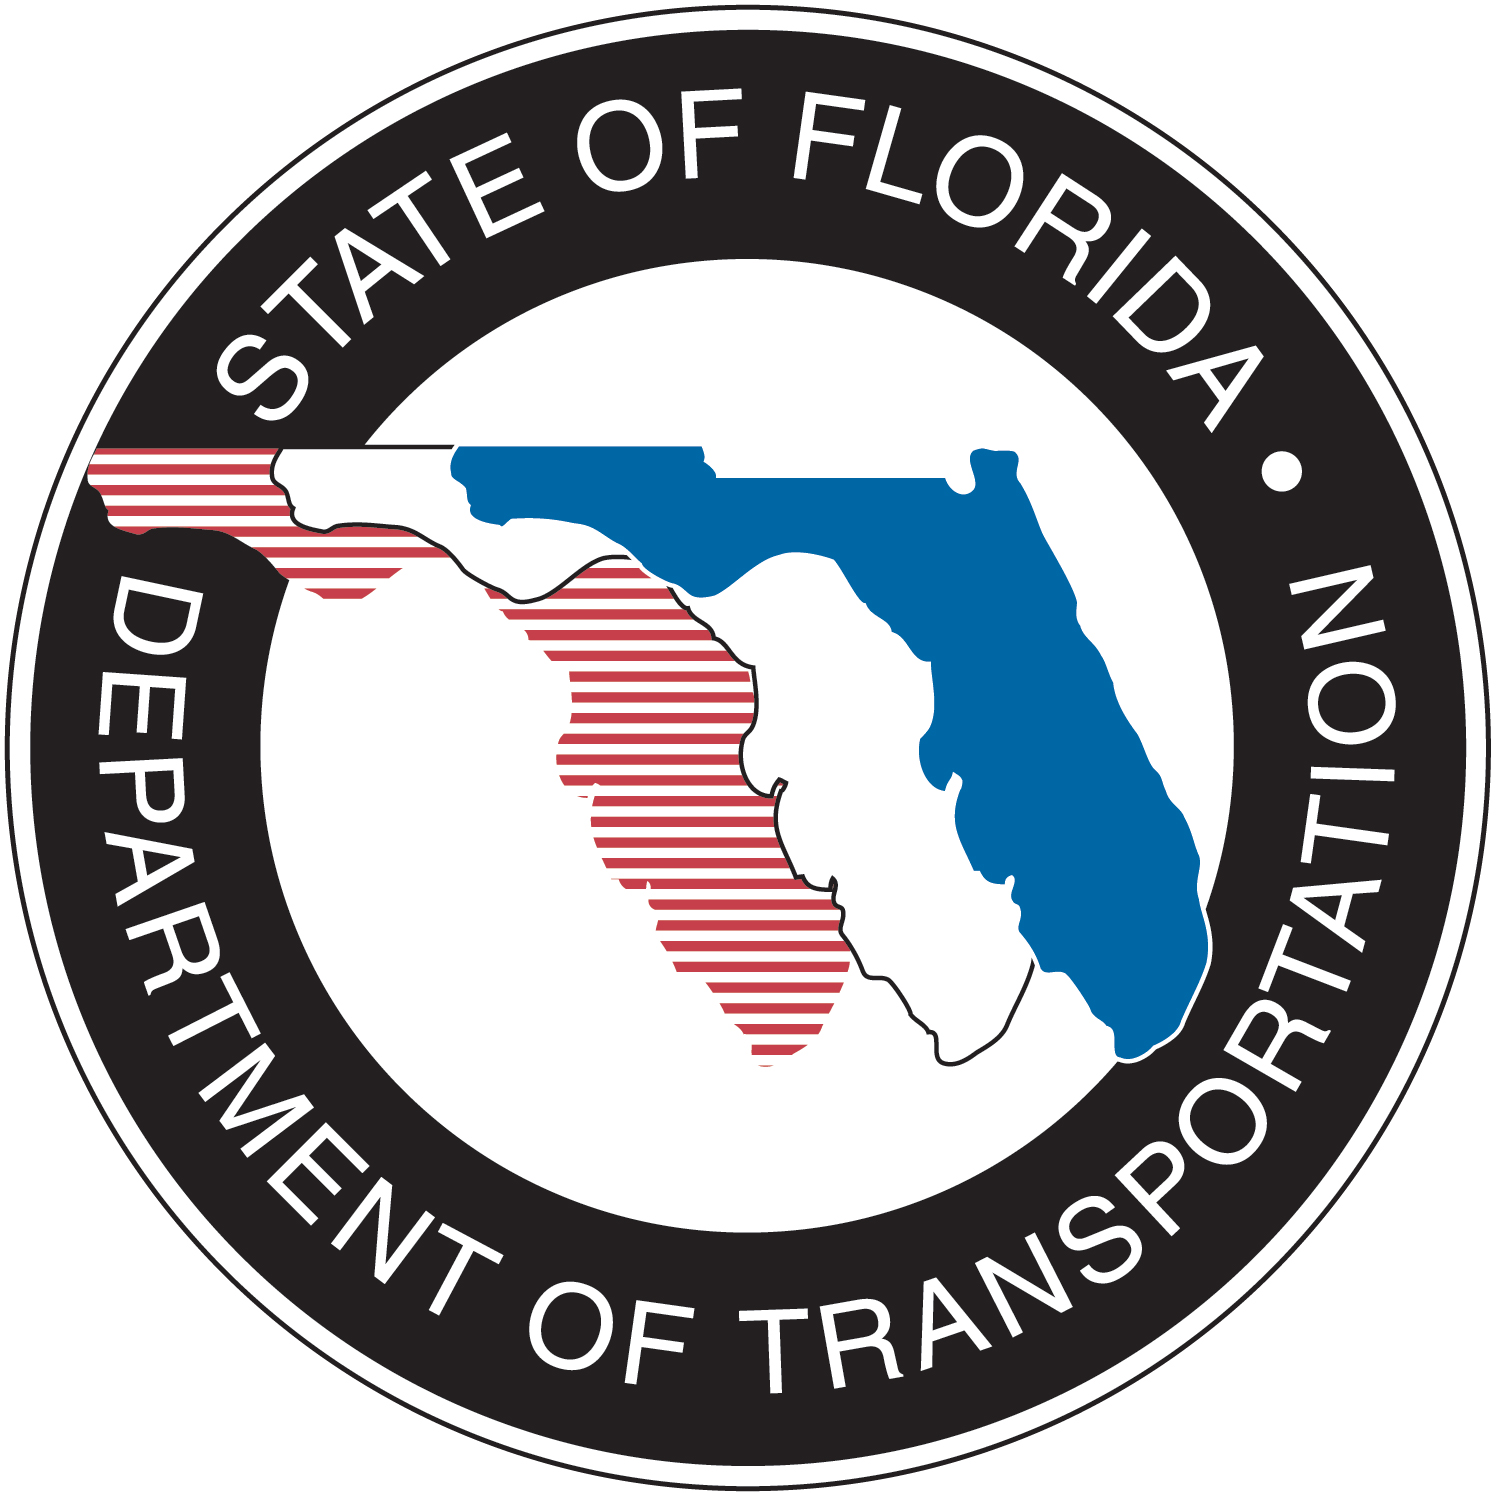 STATE OF FLORIDA •
DEPARTMENT OF TRANSPORTATION